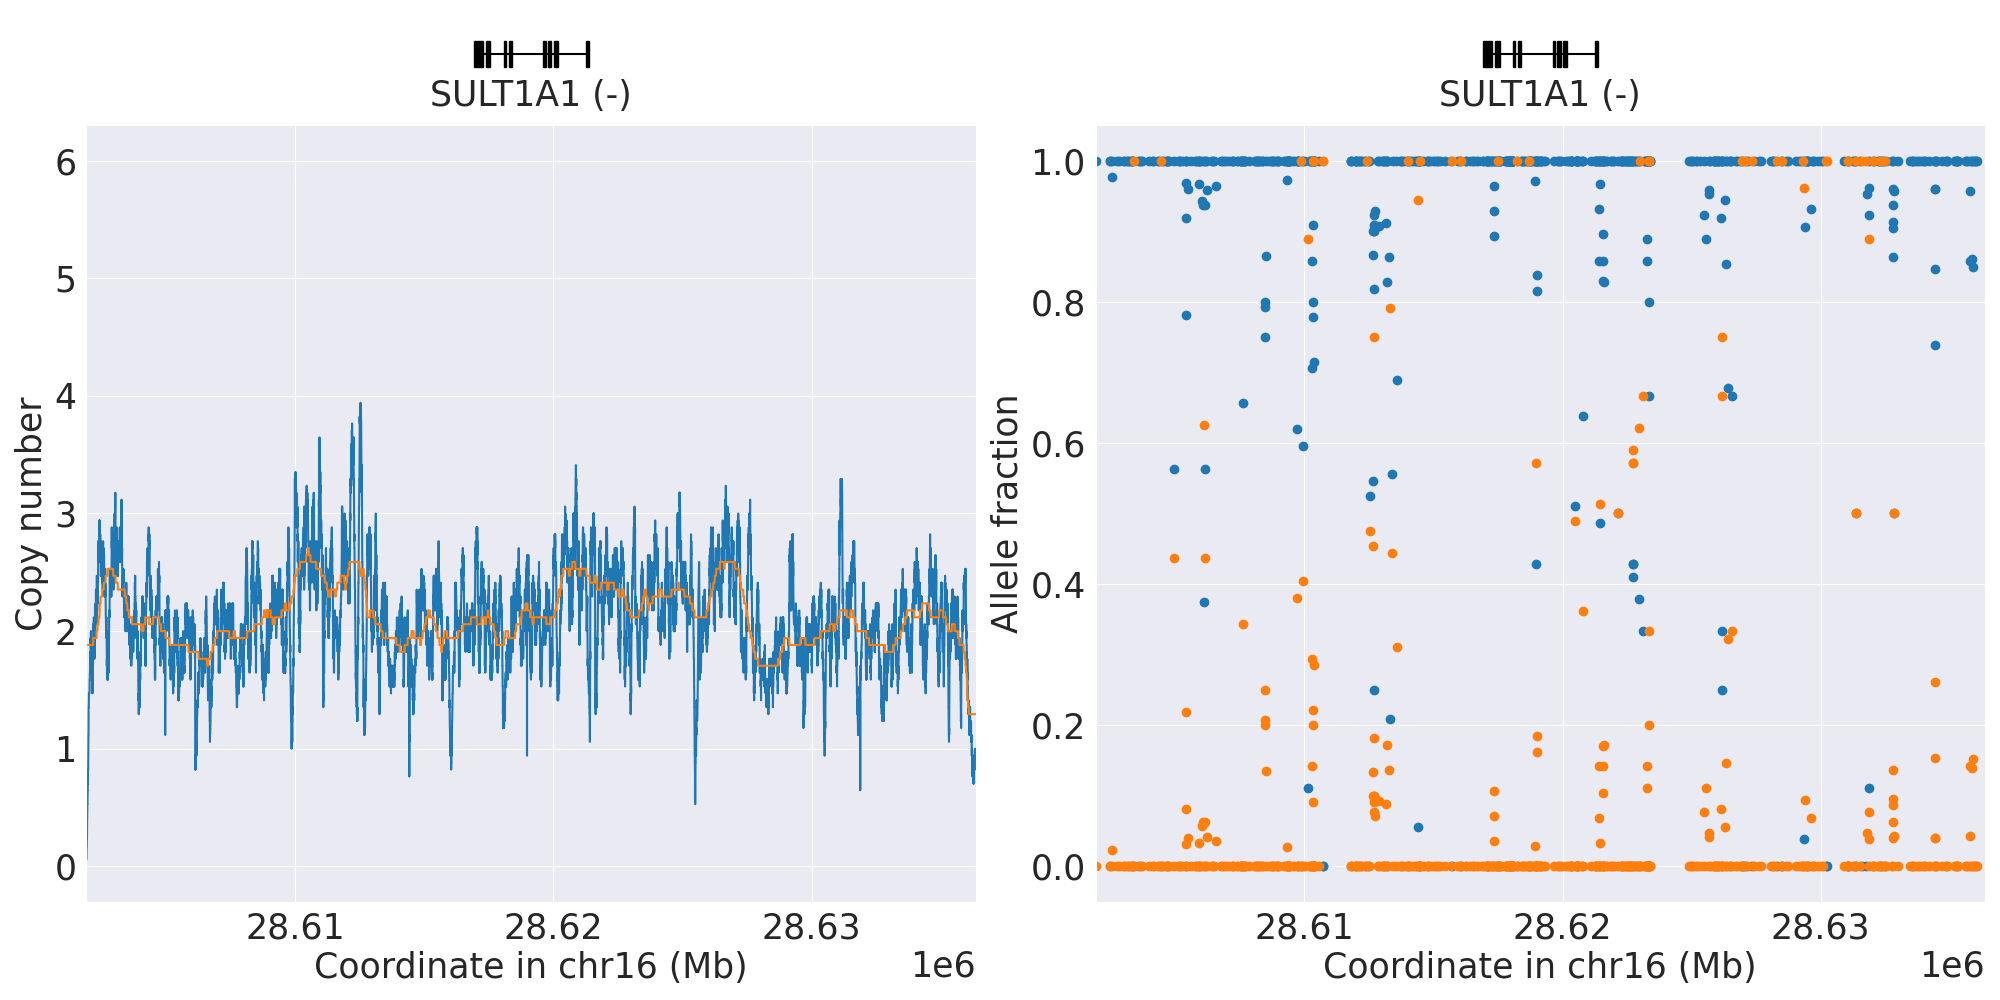 SULT1A1 (-)
6
5
4
3
2
1
0
Copy number
28.61
28.62
28.63
Coordinate in chr16 (Mb)
1e6
SULT1A1 (-)
1.0
0.8
0.6
0.4
0.2
0.0
Allele fraction
28.61
28.62
28.63
Coordinate in chr16 (Mb)
1e6